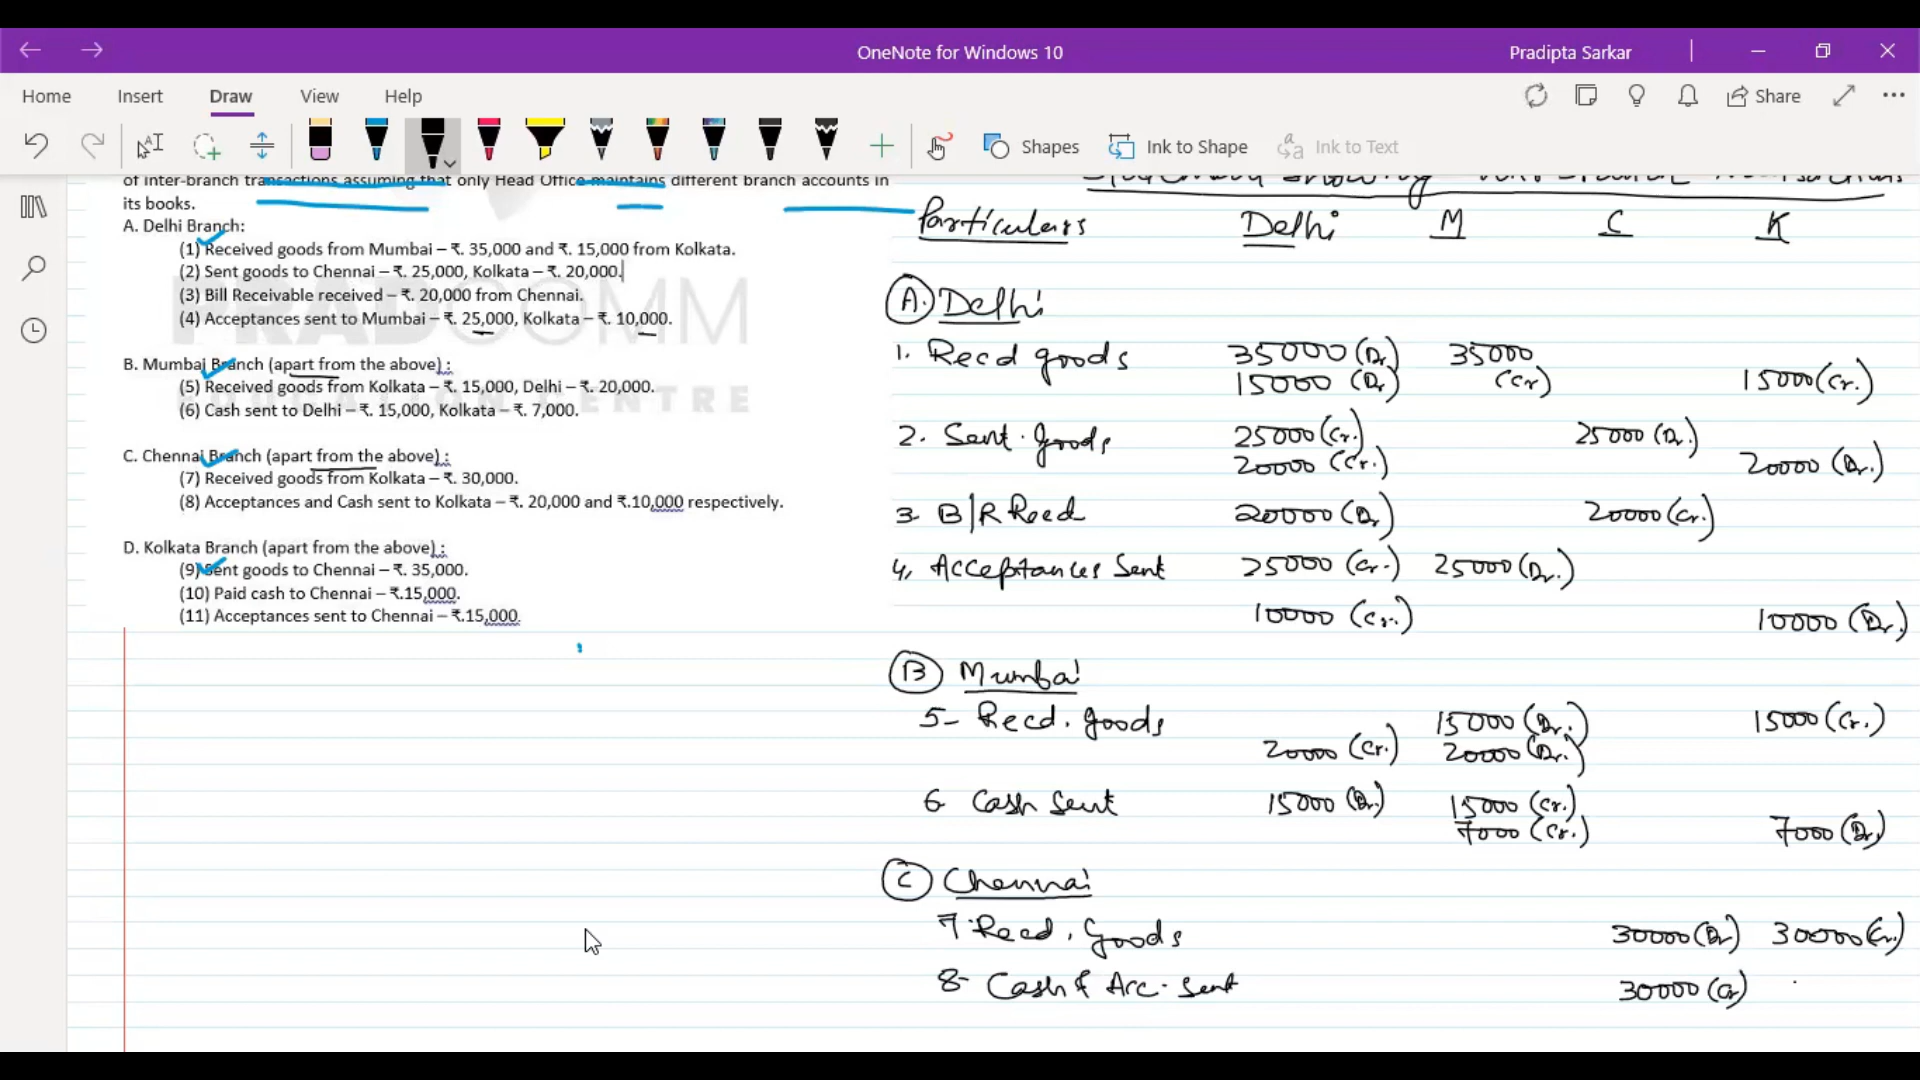 OneNote for Windows 10
Pradipta Sarkar
Home Insert Draw View Help
Share
Shapes
Ink to Shape
Ink to Text
of inter-branch transactions assuming that only Head Office maintains different branch accounts in
its books.
A. Delhi Branch:
(1) Received goods from Mumbai – ₹. 35,000 and ₹. 15,000 from Kolkata.
(2) Sent goods to Chennai – ₹. 25,000, Kolkata – ₹. 20,000.
(3) Bill Receivable received – ₹. 20,000 from Chennai.
(4) Acceptances sent to Mumbai – ₹. 25,000, Kolkata – ₹. 10,000.
B. Mumbai Branch (apart from the above) :
(5) Received goods from Kolkata – ₹. 15,000, Delhi – ₹. 20,000.
(6) Cash sent to Delhi – ₹. 15,000, Kolkata – ₹. 7,000.
C. Chennai Branch (apart from the above) :
(7) Received goods from Kolkata – ₹. 30,000.
(8) Acceptances and Cash sent to Kolkata – ₹. 20,000 and ₹.10,000 respectively.
D. Kolkata Branch (apart from the above) :
(9) Sent goods to Chennai – ₹. 35,000.
(10) Paid cash to Chennai – ₹.15,000.
(11) Acceptances sent to Chennai – ₹.15,000.
PRADCOMM
EDUCATION CENTRE
Particulars Delhi M C K
A. Delhi
1. Recd goods 35000 (Dr) 35000
15000 (Dr) (Cr) 15000 (Cr.)
2. Sent. goods 25000 (Cr.) 25000 (Dr.)
20000 (Cr.) 20000 (Dr.)
3. B/R Recd 20000 (Dr) 20000 (Cr.)
4, Acceptances Sent 25000 (Cr.) 25000 (Dr.)
10000 (Cr.) 10000 (Dr.)
B Mumbai
5- Recd. goods 15000 (Dr.) 15000 (Cr.)
20000 (Cr.) 20000 (Dr.)
6 Cash Sent 15000 (Dr.) 15000 (Cr.)
7000 (Cr.) 7000 (Dr.)
C Chennai
7. Recd. Goods 30000 (Dr) 30000 (Cr.)
8- Cash & Acc. Sent 30000 (Cr)